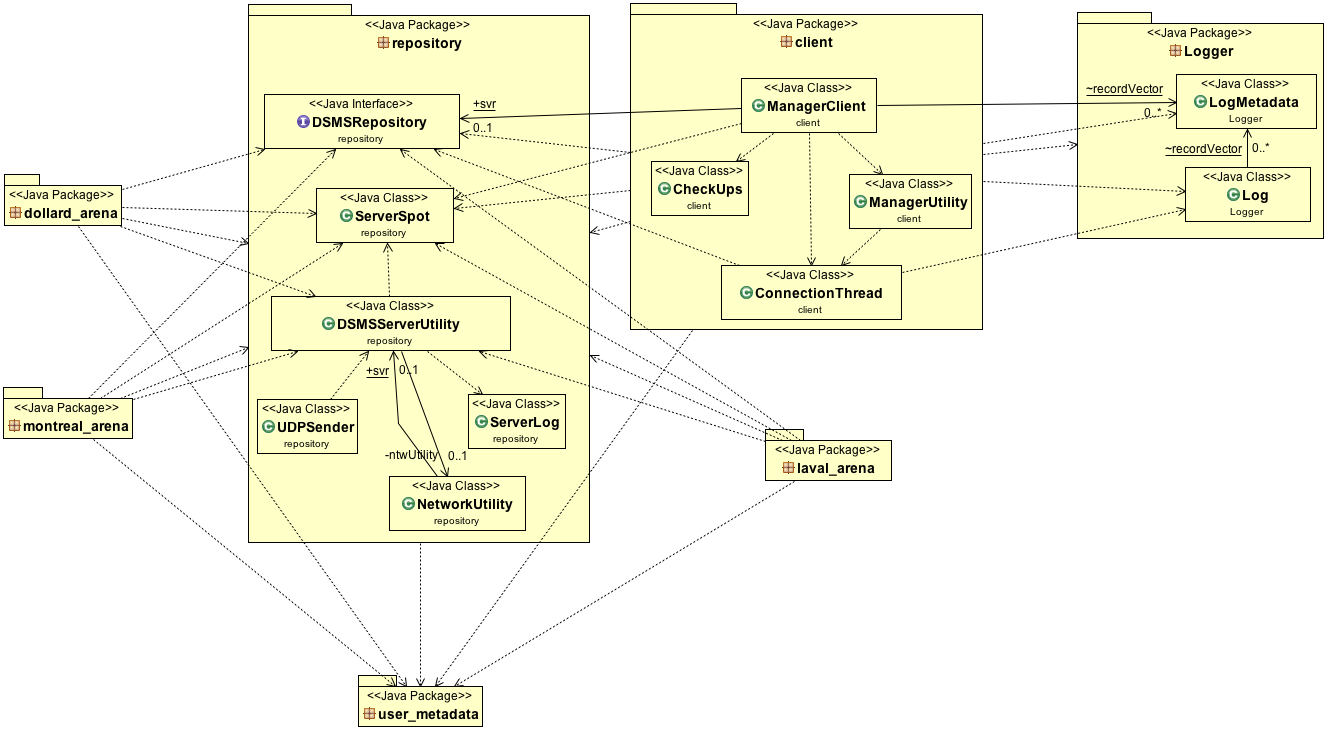 <<Java Package>>
repository
<<Java Interface>>
DSMSRepository
repository
+svr
0..1
<<Java Class>>
ServerSpot
repository
<<Java Class>>
DSMSServerUtility
repository
+svr
0..1
<<Java Class>>
UDPSender
repository
<<Java Class>>
ServerLog
repository
-ntwUtility
0..1
<<Java Class>>
NetworkUtility
repository
<<Java Package>>
client
<<Java Class>>
ManagerClient
client
<<Java Class>>
CheckUps
client
<<Java Class>>
ManagerUtility
client
<<Java Class>>
ConnectionThread
client
<<Java Package>>
Logger
~recordVector
0..*
<<Java Class>>
LogMetadata
Logger
~recordVector
0..*
<<Java Class>>
Log
Logger
<<Java Package>>
dollard_arena
<<Java Package>>
montreal_arena
<<Java Package>>
laval_arena
<<Java Package>>
user_metadata